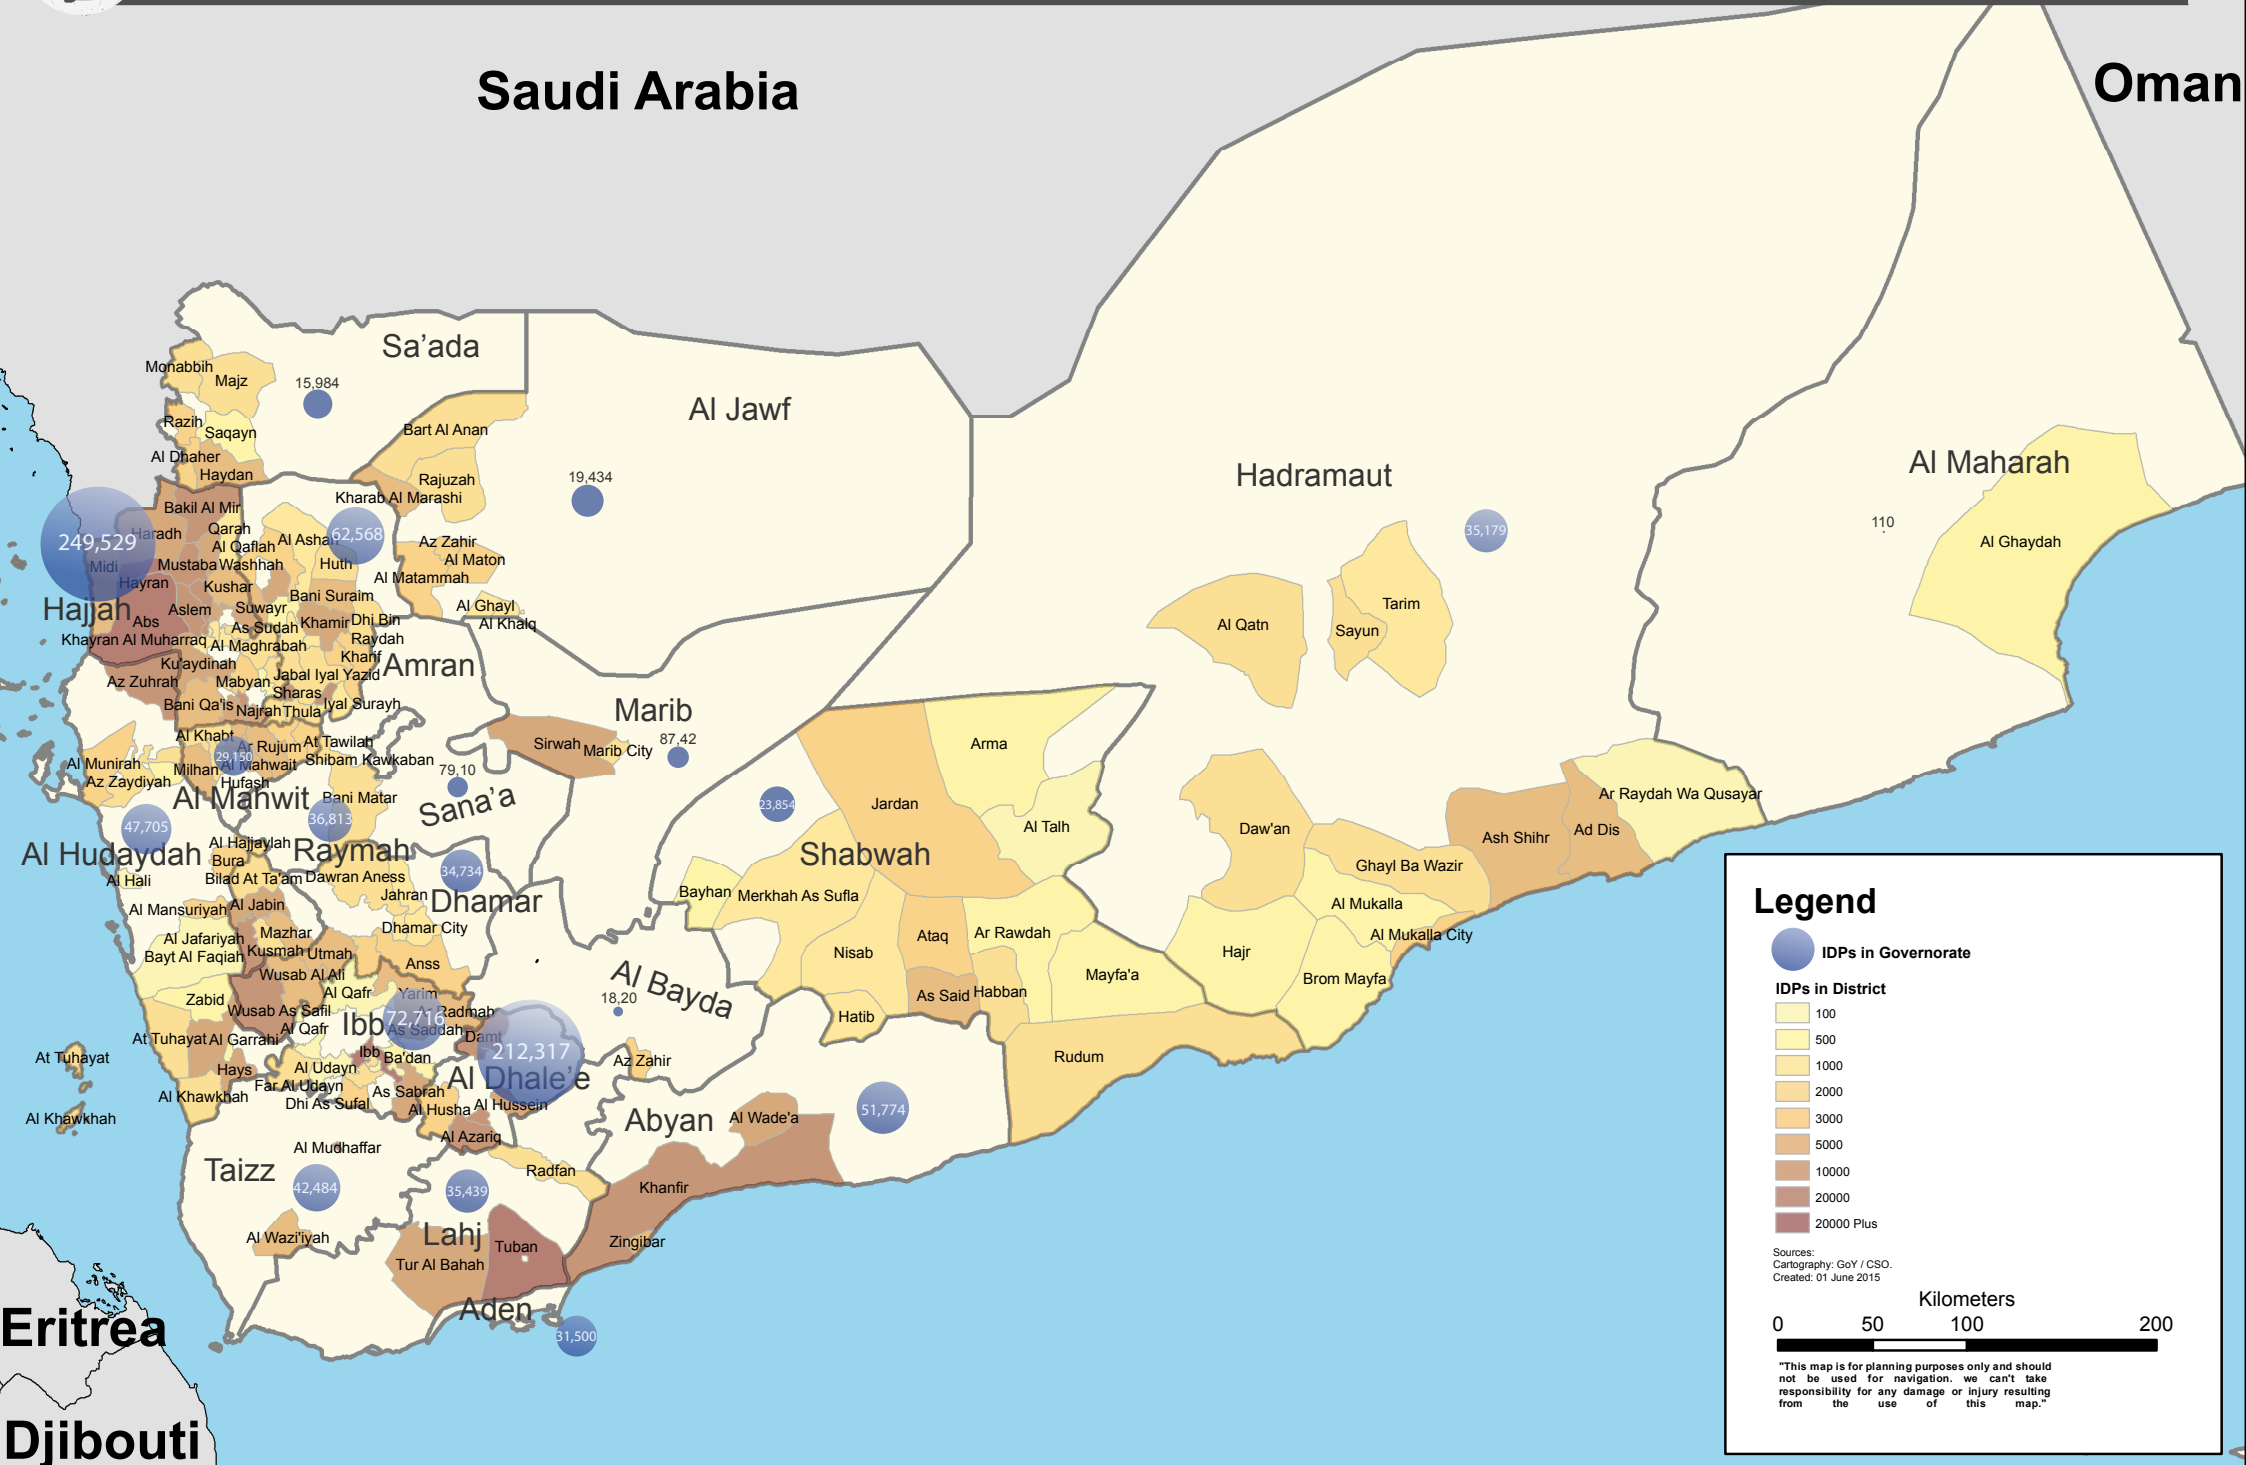 Saudi Arabia
Oman
Sa'ada
Monabbih
Majz
15,984
Al Jawf
Razih
Saqayn
Bart Al Anan
Al Dhaher
Haydan
Rajuzah
19,434
Hadramaut
Al Maharah
Kharab Al Marashi
Bakil Al Mir
Haradh
Qarah
Al Ashah
62,568
249,529
Al Qaflah
Az Zahir
35,179
110
Al Ghaydah
Midi
Mustaba
Washhah
Huth
Al Maton
Al Matammah
Hayran
Kushar
Bani Suraim
Hajjah
Aslem
Suwayr
Al Ghayl
Tarim
Abs
As Sudah
Khamir
Dhi Bin
Al Khalq
Al Qatn
Sayun
Khayran Al Muharraq
Al Maghrabah
Raydah
Kharif
Amran
Ku'aydinah
Az Zuhrah
Mabyan
Jabal Iyal Yazid
Sharas
Bani Qa'is
Najrah
Thula
Iyal Surayh
Marib
Al Khabt
Ar Rujum
At Tawilah
Sirwah
Marib City
87,42
Arma
29,150
Al Munirah
Milhan
Al Mahwait
Shibam Kawkaban
79,10
Az Zaydiyah
Hufash
Al Mahwit
Bani Matar
Sana'a
23,854
Jardan
Ar Raydah Wa Qusayar
47,705
36,813
Al Talh
Daw'an
Ash Shihr
Ad Dis
Al Hudaydah
Al Hajjaylah
Raymah
Shabwah
Bura
Ghayl Ba Wazir
Al Hali
Bilad At Ta'am
Dawran Aness
34,734
Jahran
Dhamar
Bayhan
Merkhah As Sufla
Al Mukalla
Al Mansuriyah
Al Jabin
Dhamar City
Al Jafariyah
Mazhar
Ataq
Ar Rawdah
Al Mukalla City
Bayt Al Faqiah
Kusmah
Utmah
Nisab
Hajr
Anss
Wusab Al Ali
Al Bayda
Mayfa'a
Brom Mayfa
Zabid
Al Qafr
Yarim
18,20
As Said
Habban
Wusab As Safil
Ar Radmah
Hatib
Ibb
72,716
Al Qafr
As Saddah
At Tuhayat
Al Garrahi
Damt
212,317
At Tuhayat
Ibb
Ba'dan
Az Zahir
Rudum
Hays
Al Udayn
Al Dhale'e
Far Al Udayn
Al Khawkhah
Dhi As Sufal
As Sabrah
Al Husha
Al Hussein
Al Khawkhah
Abyan
Al Wade'a
51,774
Al Azariq
Al Mudhaffar
Taizz
42,484
35,439
Radfan
Khanfir
Al Wazi'iyah
Lahj
Tuban
Zingibar
Tur Al Bahah
Aden
31,500
Eritrea
Djibouti
Legend
IDPs in Governorate
IDPs in District
100
500
1000
2000
3000
5000
10000
20000
20000 Plus
Sources:
Cartography: GoY / CSO.
Created: 01 June 2015
Kilometers
0 50 100 200
"This map is for planning purposes only and should
not be used for navigation. we can't take
responsibility for any damage or injury resulting
from the use of this map."